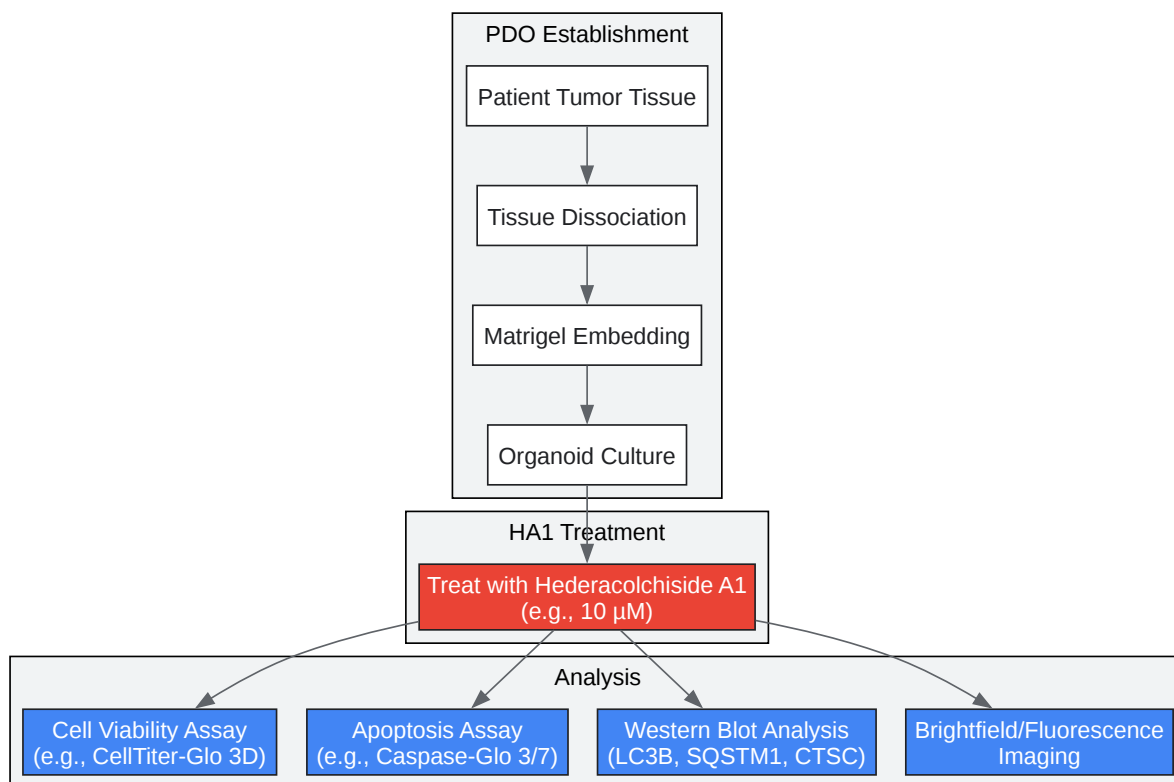 PDO Establishment
Patient Tumor Tissue
Tissue Dissociation
Matrigel Embedding
Organoid Culture
HA1 Treatment
Treat with Hederacolchiside A1
(e.g., 10 µM)
Analysis
Cell Viability Assay
(e.g., CellTiter-Glo 3D)
Apoptosis Assay
(e.g., Caspase-Glo 3/7)
Western Blot Analysis
(LC3B, SQSTM1, CTSC)
Brightfield/Fluorescence
Imaging